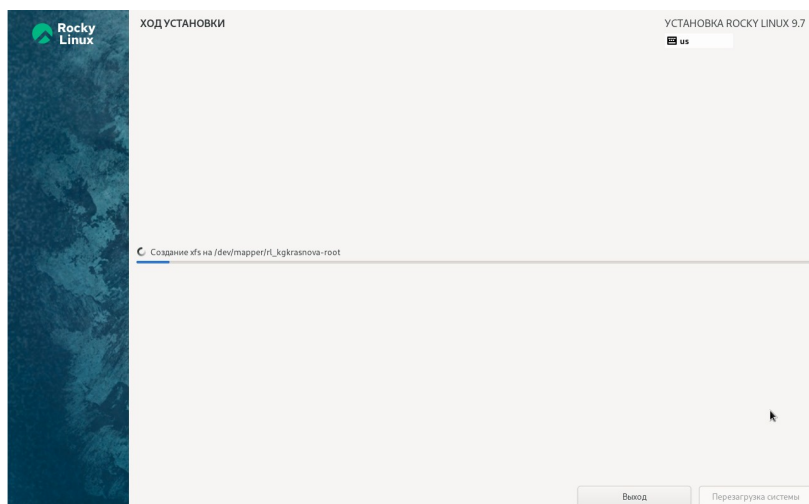 Rocky
Linux
ХОД УСТАНОВКИ
УСТАНОВКА ROCKY LINUX 9.7
us
Создание xfs на /dev/mapper/rl_kgkrasnova-root
Выход
Перезагрузка системы